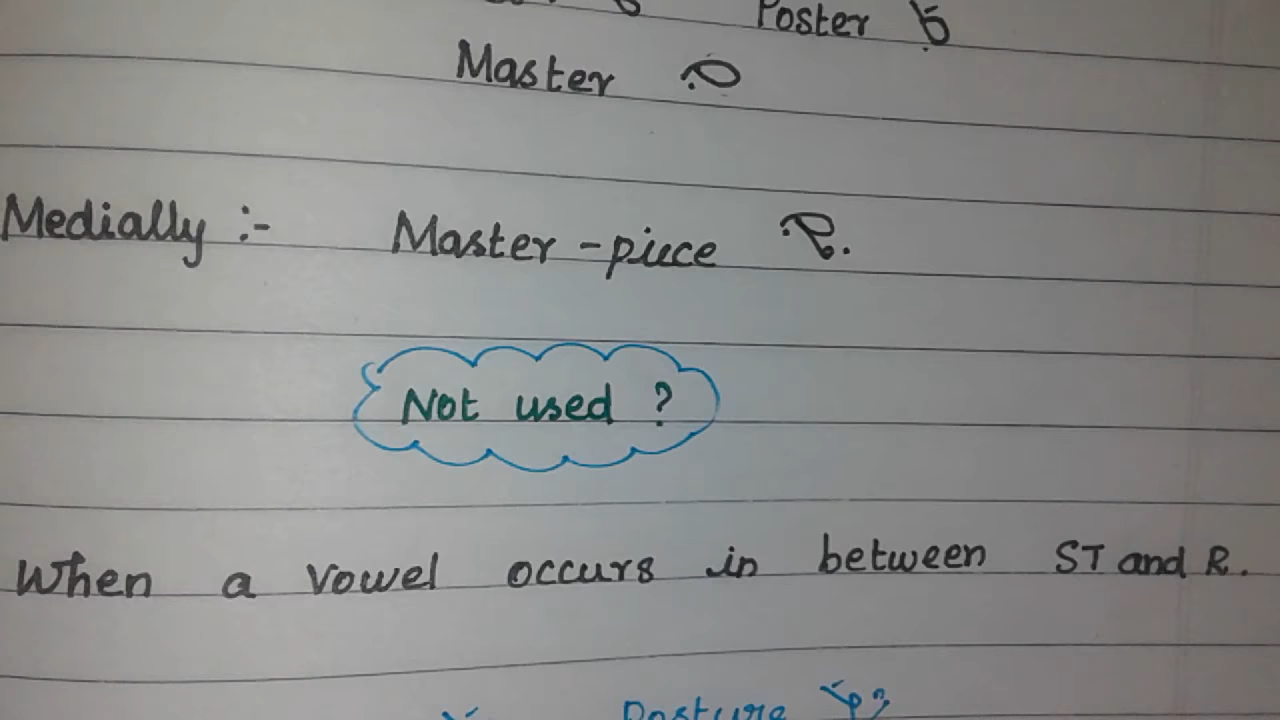 Poster
Master
Medially :- Master-piece
Not used ?
When a vowel occurs in between ST and R.
Posture